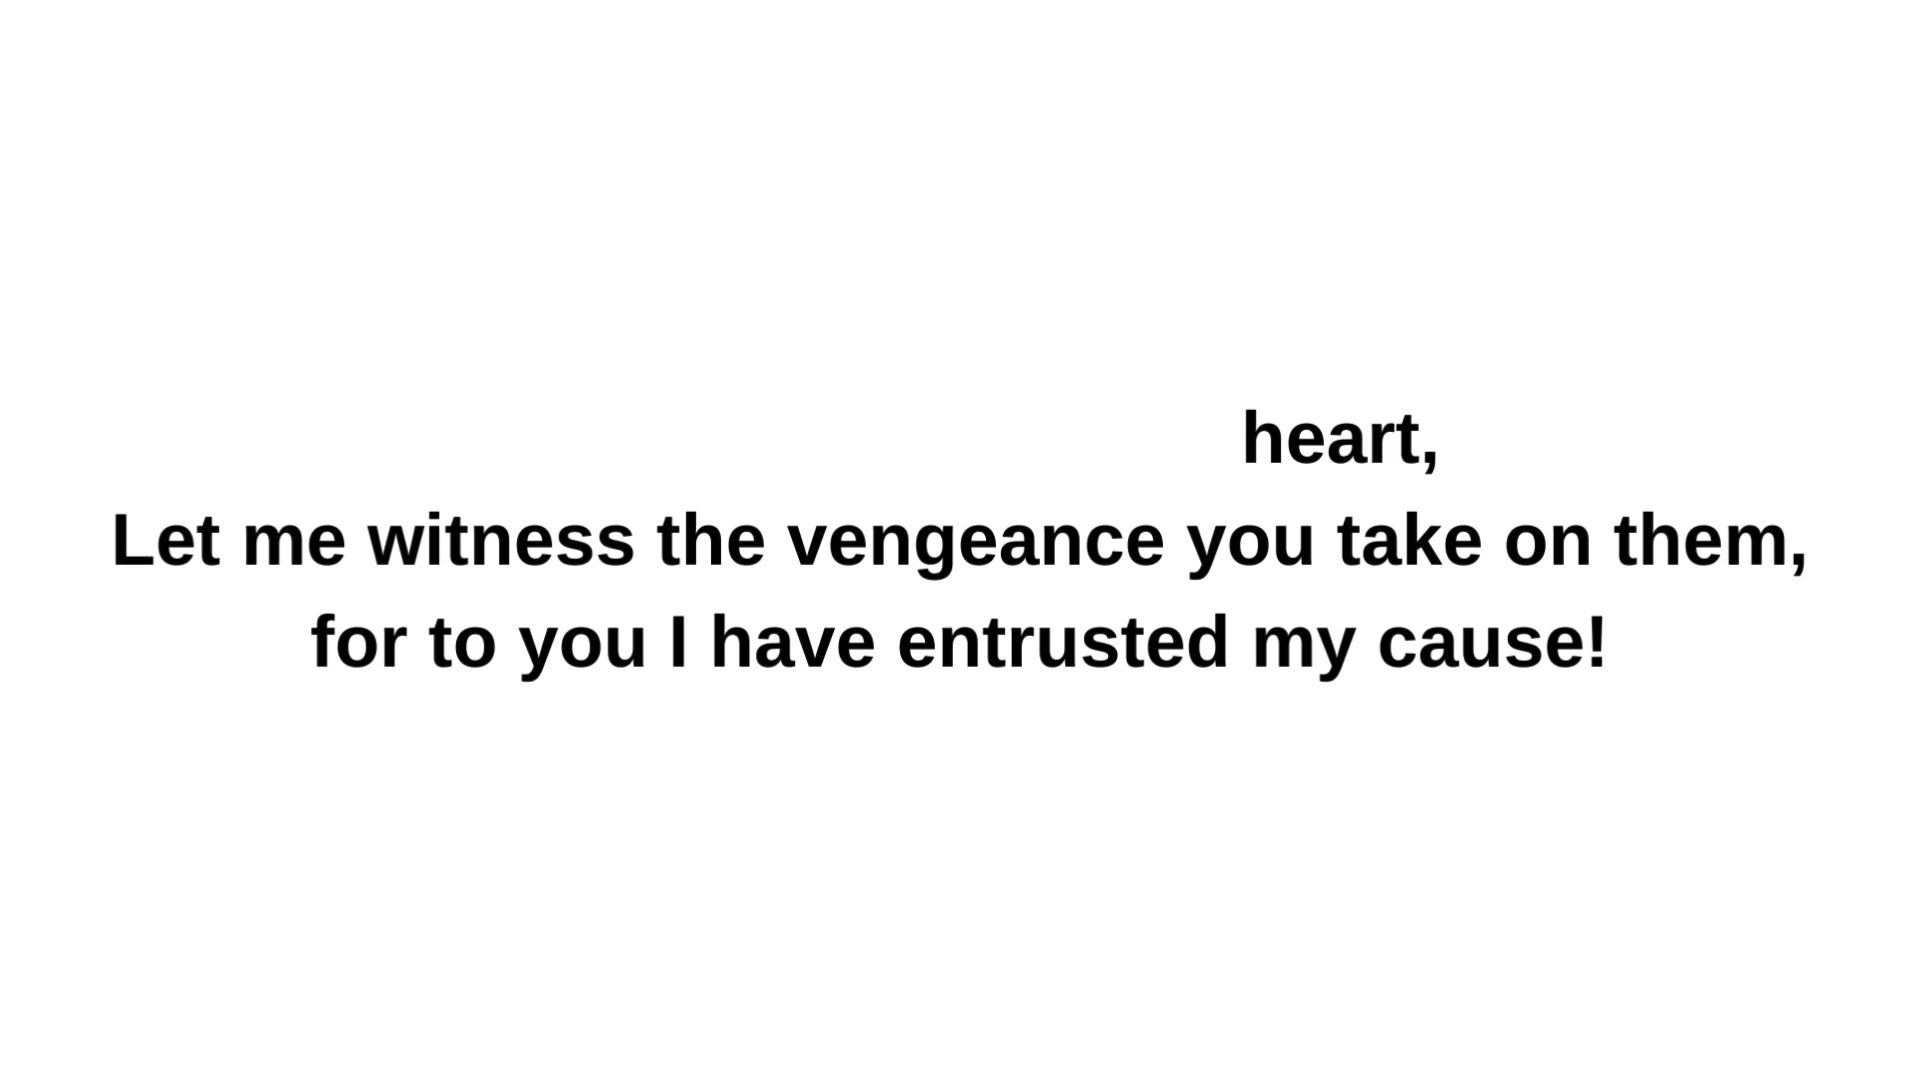 heart,
Let me witness the vengeance you take on them,
for to you I have entrusted my cause!